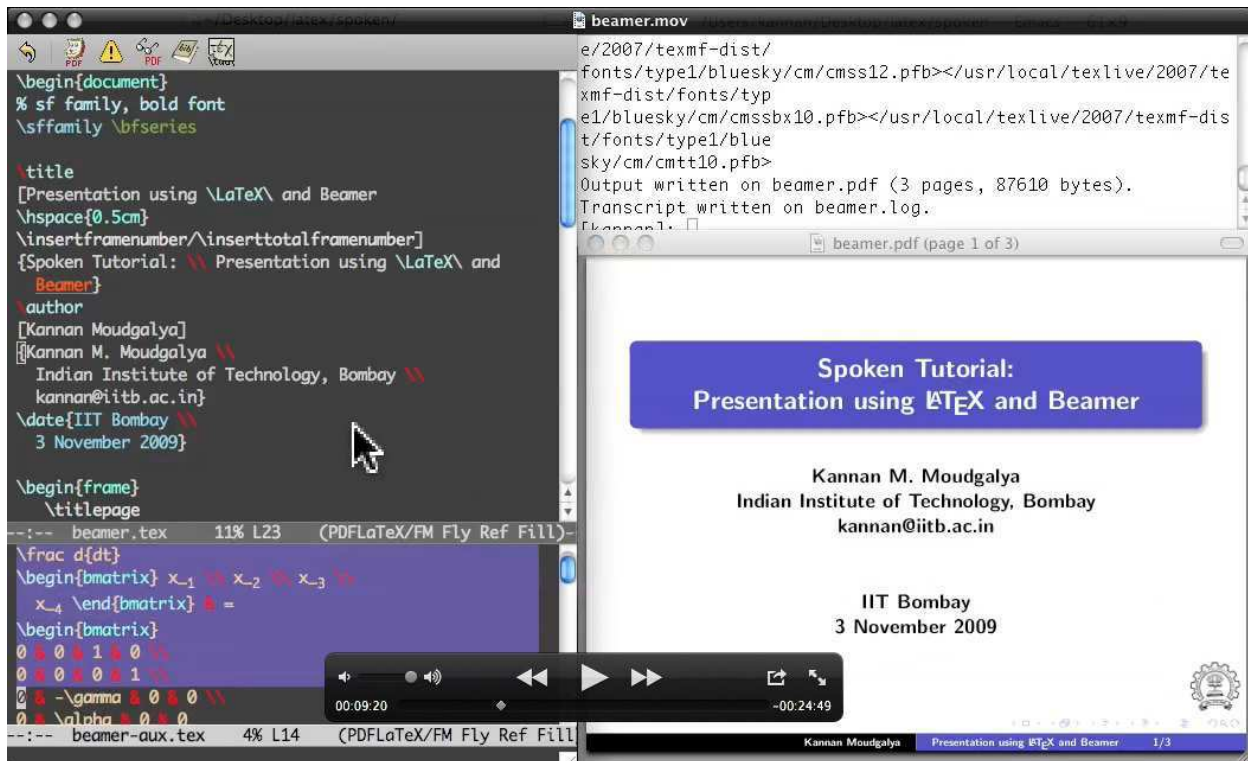 beamer.mov
PDF
PDF
\begin{document}
% sf family, bold font
\sffamily \bfseries
\title
[Presentation using \LaTeX\ and Beamer
\hspace{0.5cm}
\insertframenumber/\inserttotalframenumber]
{Spoken Tutorial: \\ Presentation using \LaTeX\ and
Beamer}
\author
[Kannan Moudgalya]
{Kannan M. Moudgalya \\
Indian Institute of Technology, Bombay \\
kannan@iitb.ac.in}
\date{IIT Bombay \\
3 November 2009}
\begin{frame}
\titlepage
--:-- beamer.tex 11% L23 (PDFLaTeX/FM Fly Ref Fill)-
\frac d{dt}
\begin{bmatrix} x_1 \\ x_2 \\ x_3 \\
x_4 \end{bmatrix} & =
\begin{bmatrix}
0 & 0 & 1 & 0 \\
0 & 0 & 0 & 1 \\
0 & -\gamma & 0 & 0 \\
0 & \alpha & 0 & 0
--:-- beamer-aux.tex 4% L14 (PDFLaTeX/FM Fly Ref Fill
e/2007/texmf-dist/
fonts/type1/bluesky/cm/cmss12.pfb></usr/local/texlive/2007/te
xmf-dist/fonts/typ
e1/bluesky/cm/cmssbx10.pfb></usr/local/texlive/2007/texmf-dis
t/fonts/type1/blue
sky/cm/cmtt10.pfb>
Output written on beamer.pdf (3 pages, 87610 bytes).
Transcript written on beamer.log.
[kannan]:
beamer.pdf (page 1 of 3)
Spoken Tutorial:
Presentation using LATEX and Beamer
Kannan M. Moudgalya
Indian Institute of Technology, Bombay
kannan@iitb.ac.in
IIT Bombay
3 November 2009
00:09:20
-00:24:49
Kannan Moudgalya Presentation using LATEX and Beamer 1/3